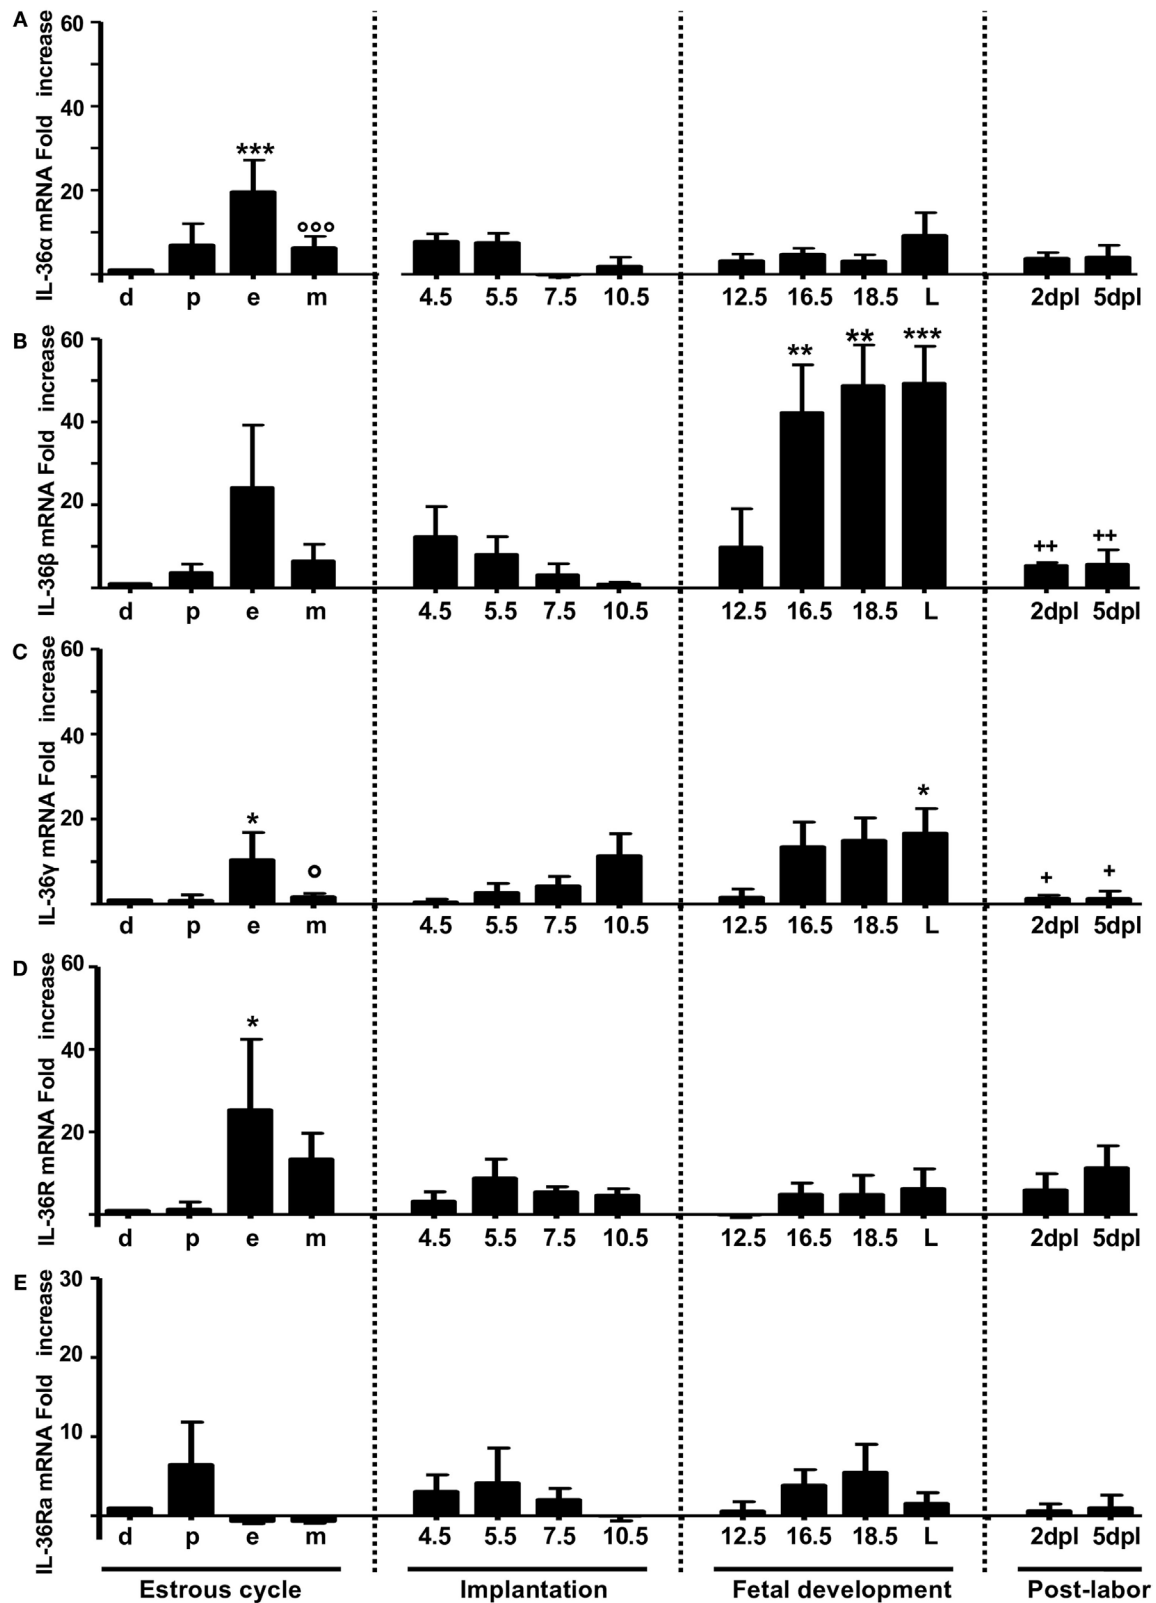 A
IL-36α mRNA Fold increase
60
40
20
***
°°°
d p e m 4.5 5.5 7.5 10.5 12.5 16.5 18.5 L 2dpl 5dpl
B
IL-36β mRNA Fold increase
60
40
20
** ** ***
++ ++
d p e m 4.5 5.5 7.5 10.5 12.5 16.5 18.5 L 2dpl 5dpl
C
IL-36γ mRNA Fold increase
60
40
20
* ° * + +
d p e m 4.5 5.5 7.5 10.5 12.5 16.5 18.5 L 2dpl 5dpl
D
IL-36R mRNA Fold increase
60
40
20
*
d p e m 4.5 5.5 7.5 10.5 12.5 16.5 18.5 L 2dpl 5dpl
E
IL-36Ra mRNA Fold increase
30
20
10
d p e m 4.5 5.5 7.5 10.5 12.5 16.5 18.5 L 2dpl 5dpl
Estrous cycle Implantation Fetal development Post-labor